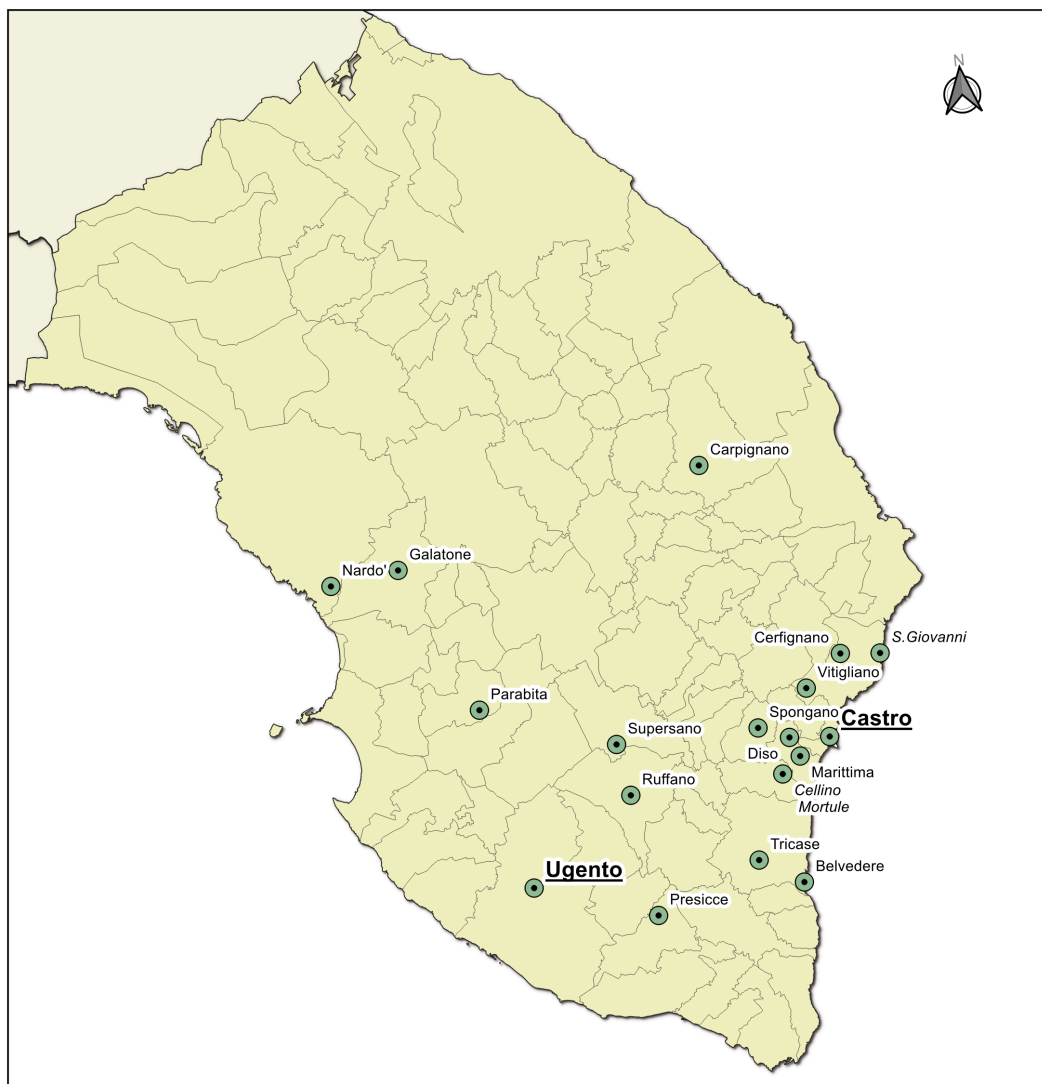 N
Carpignano
Galatone
Nardo'
Cerfignano
S.Giovanni
Vitigliano
Parabita
Spongano
Castro
Supersano
Diso
Marittima
Ruffano
Cellino
Mortule
Tricase
Belvedere
Ugento
Presicce